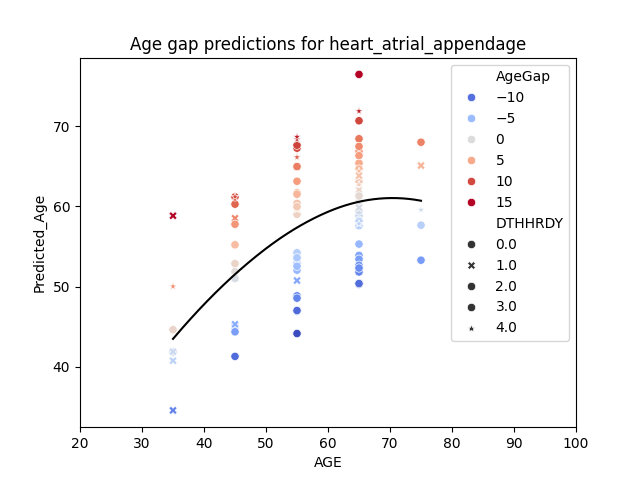 Age gap predictions for heart_atrial_appendage
Predicted_Age
70
60
50
40
20 30 40 50 60 70 80 90 100
AGE
AgeGap
−10
−5
0
5
10
15
DTHHRDY
0.0
1.0
2.0
3.0
4.0